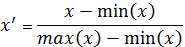 x′ = (x − min(x)) / (max(x) − min(x))